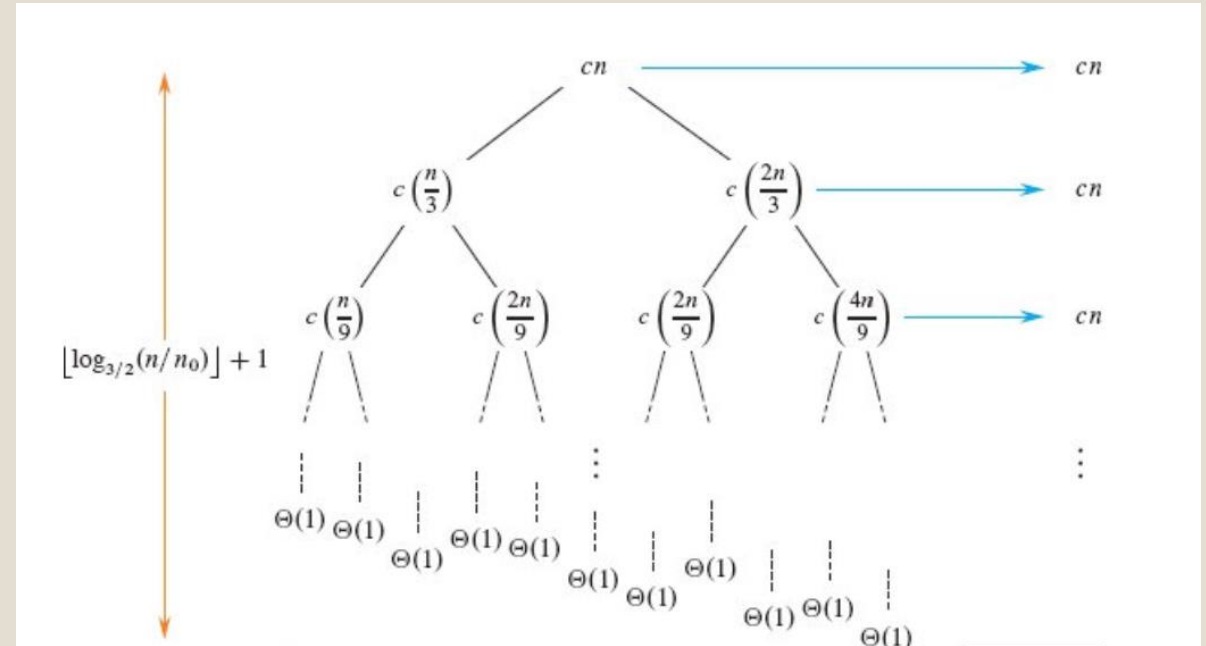 cn cn
c(n/3) c(2n/3) cn
c(n/9) c(2n/9) c(2n/9) c(4n/9) cn
⌊log_{3/2}(n/n₀)⌋ + 1
⋮ ⋮
Θ(1) Θ(1) Θ(1) Θ(1) Θ(1) Θ(1) Θ(1) Θ(1) Θ(1) Θ(1) Θ(1)